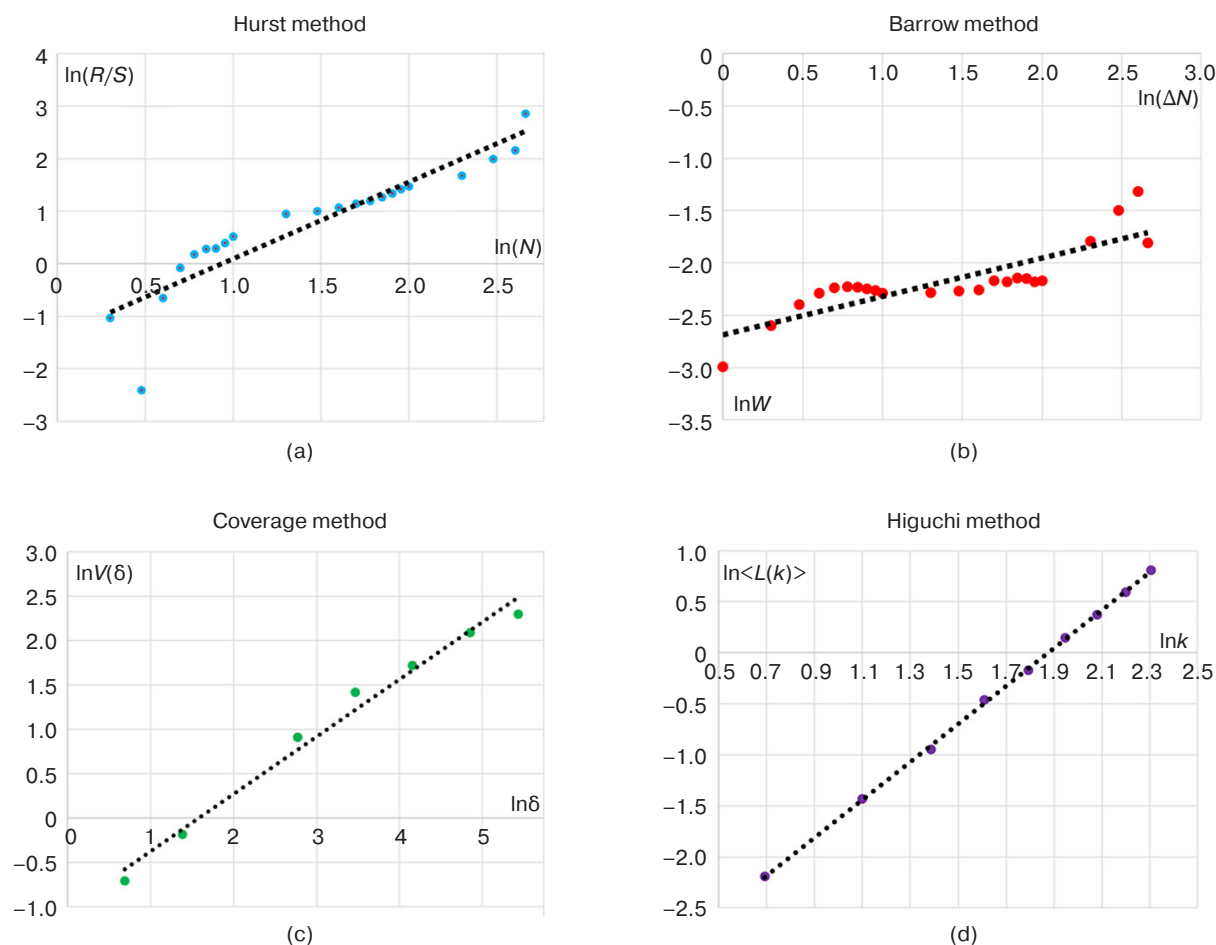 Hurst method
4
3
2
1
0
−1
−2
−3
ln(R/S)
ln(N)
0 0.5 1.0 1.5 2.0 2.5
(a)
Barrow method
0
−0.5
−1.0
−1.5
−2.0
−2.5
−3.0
−3.5
0 0.5 1.0 1.5 2.0 2.5 3.0
ln(ΔN)
lnW
(b)
Coverage method
3.0
2.5
2.0
1.5
1.0
0.5
0
−0.5
−1.0
lnV(δ)
lnδ
0 1 2 3 4 5
(c)
Higuchi method
1.0
0.5
0
−0.5
−1.0
−1.5
−2.0
−2.5
ln<L(k)>
lnk
0.5 0.7 0.9 1.1 1.3 1.5 1.7 1.9 2.1 2.3 2.5
(d)